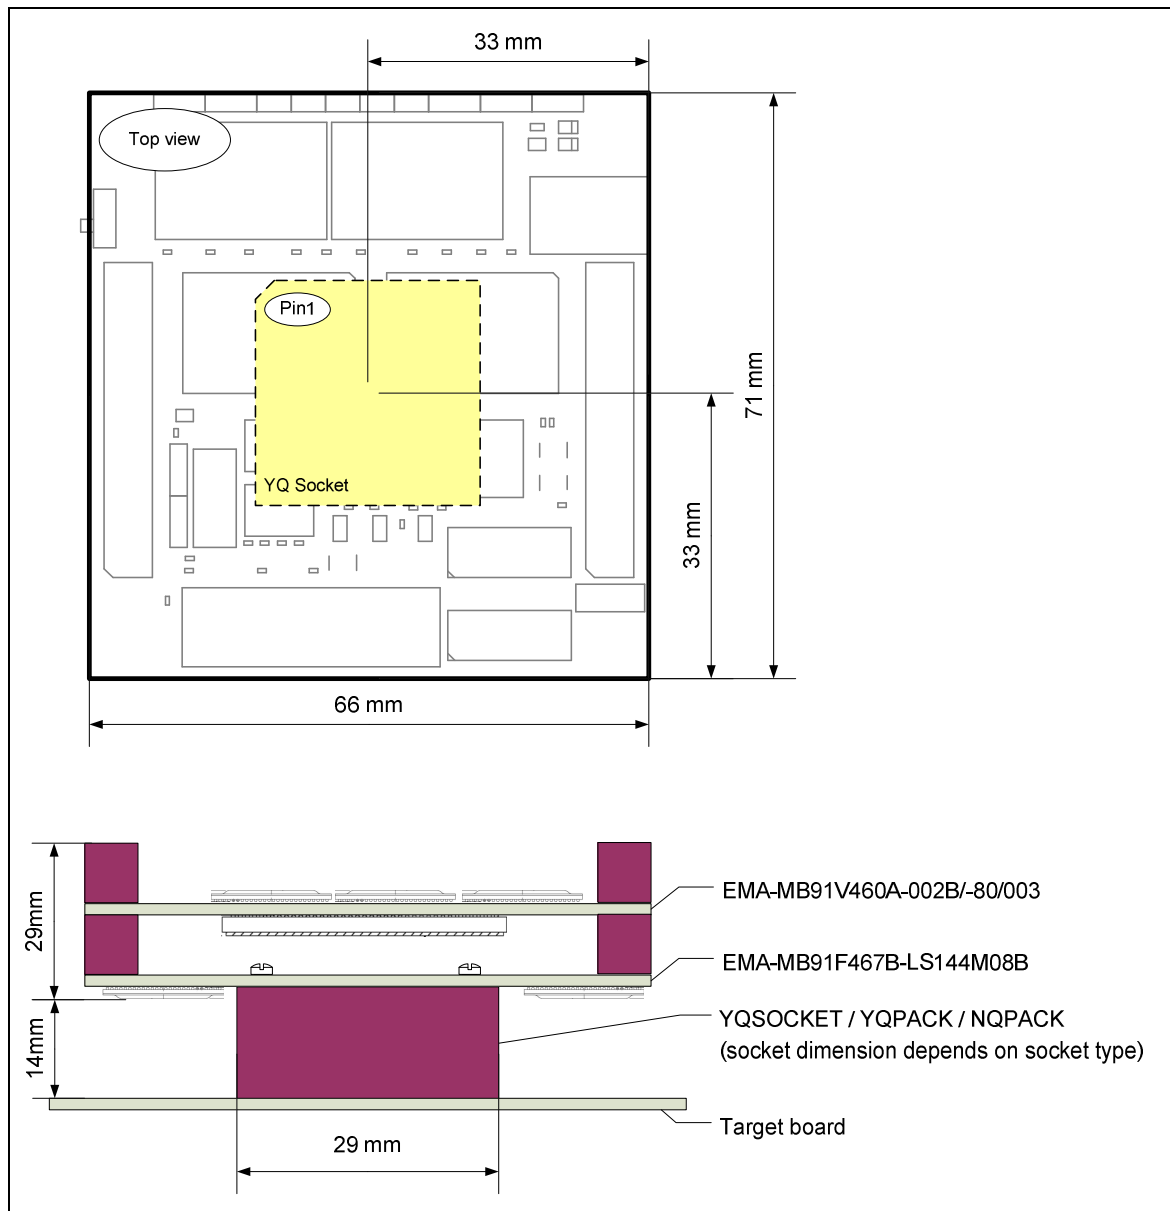 33 mm
Top view
Pin1
71 mm
YQ Socket
33 mm
66 mm
EMA-MB91V460A-002B/-80/003
29mm
EMA-MB91F467B-LS144M08B
YQSOCKET / YQPACK / NQPACK
(socket dimension depends on socket type)
14mm
Target board
29 mm